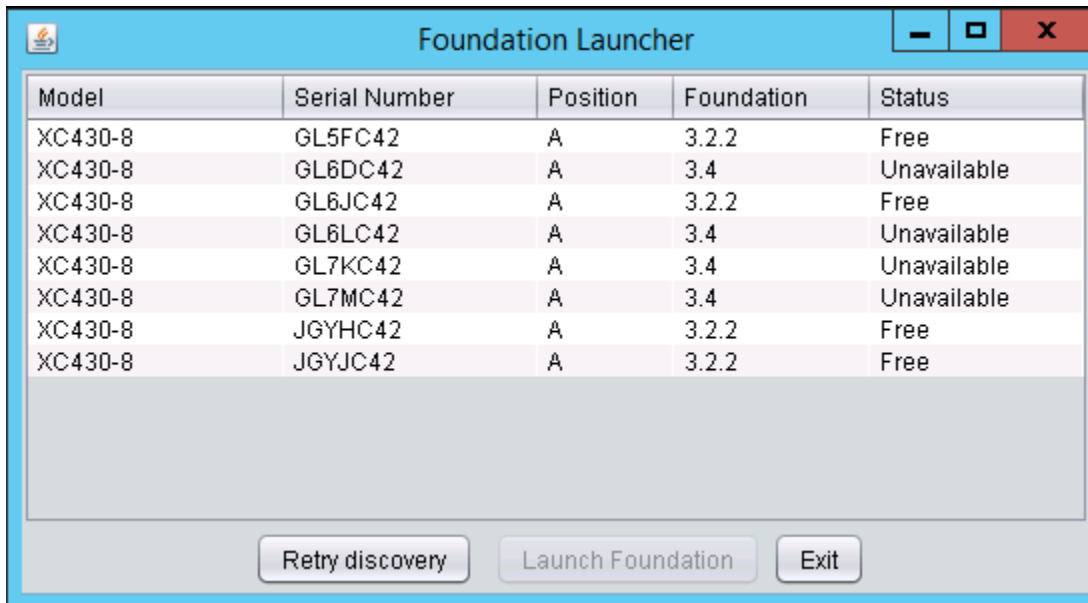 Foundation Launcher
Model Serial Number Position Foundation Status
XC430-8 GL5FC42 A 3.2.2 Free
XC430-8 GL6DC42 A 3.4 Unavailable
XC430-8 GL6JC42 A 3.2.2 Free
XC430-8 GL6LC42 A 3.4 Unavailable
XC430-8 GL7KC42 A 3.4 Unavailable
XC430-8 GL7MC42 A 3.4 Unavailable
XC430-8 JGYHC42 A 3.2.2 Free
XC430-8 JGYJC42 A 3.2.2 Free
Retry discovery Launch Foundation Exit